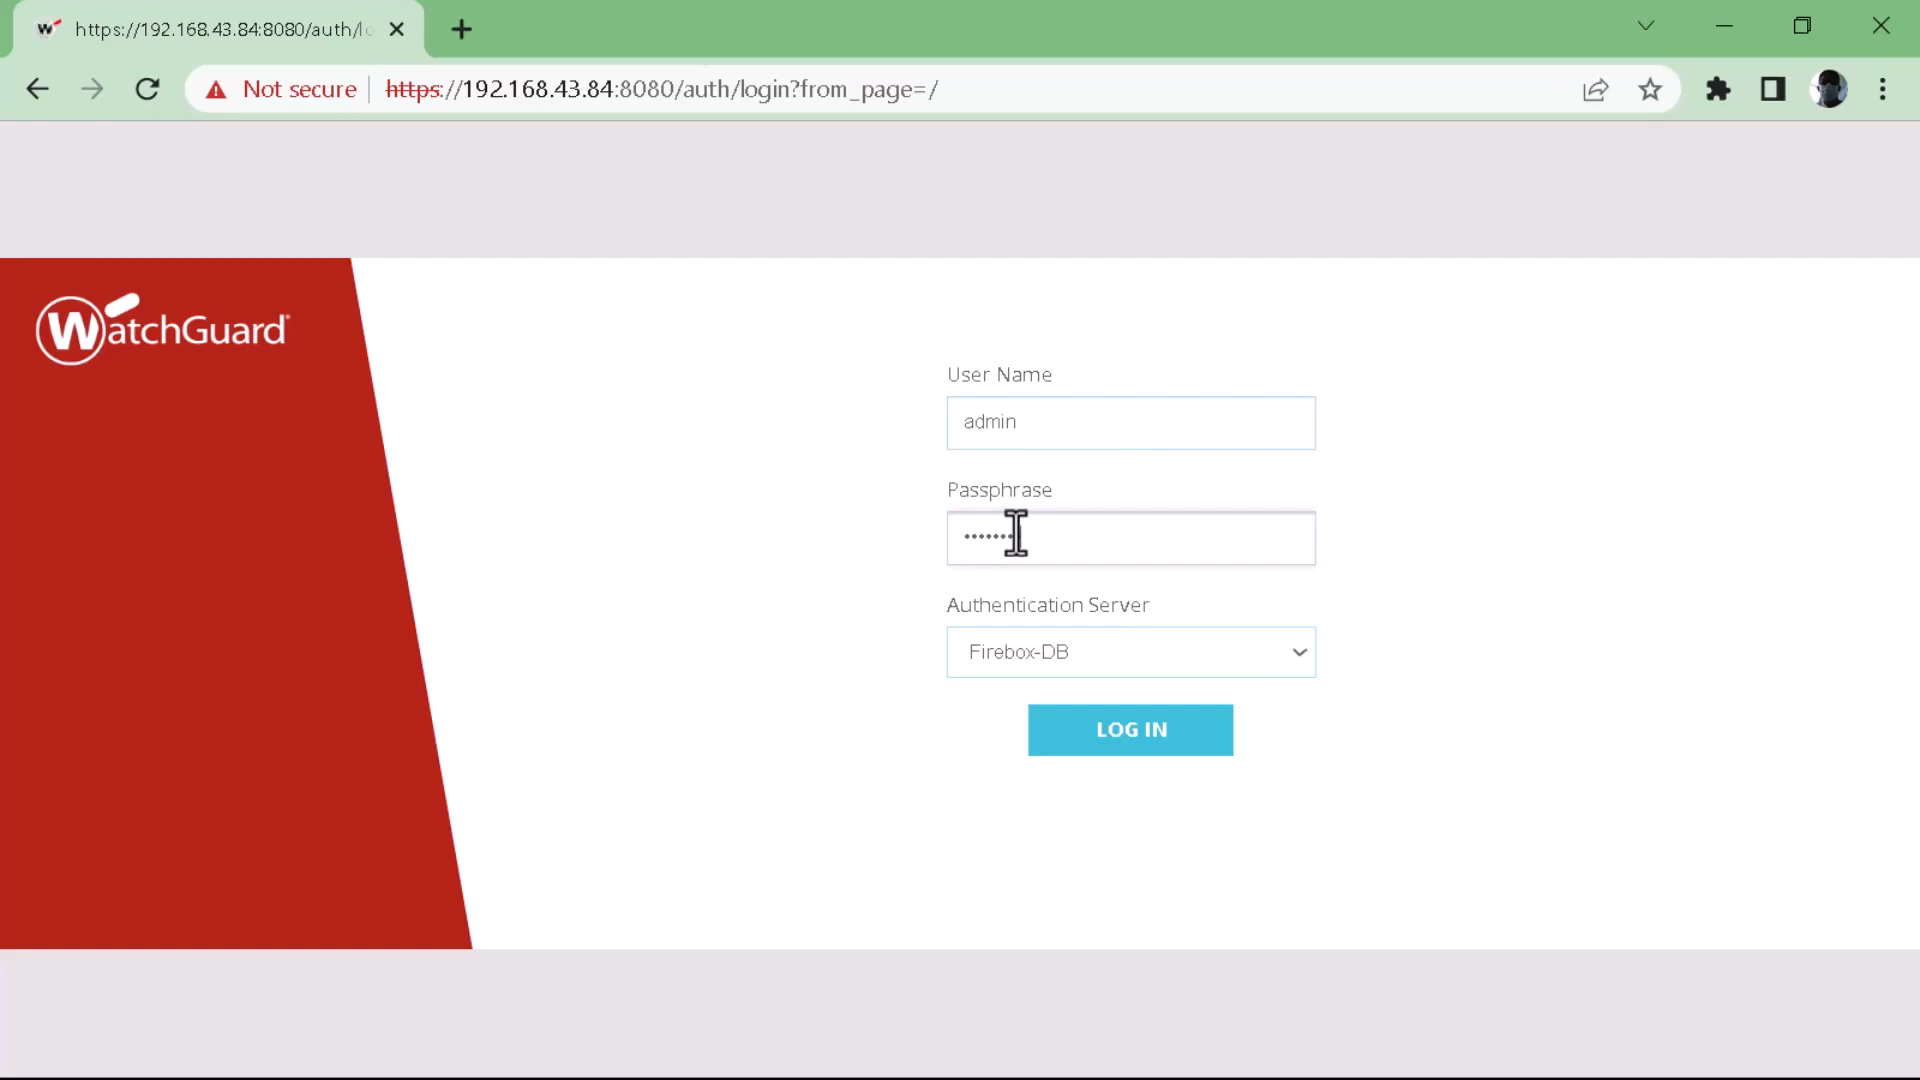 https://192.168.43.84:8080/auth/lo
Not secure
https://192.168.43.84:8080/auth/login?from_page=/
WatchGuard
User Name
admin
Passphrase
•••••••
Authentication Server
Firebox-DB
LOG IN